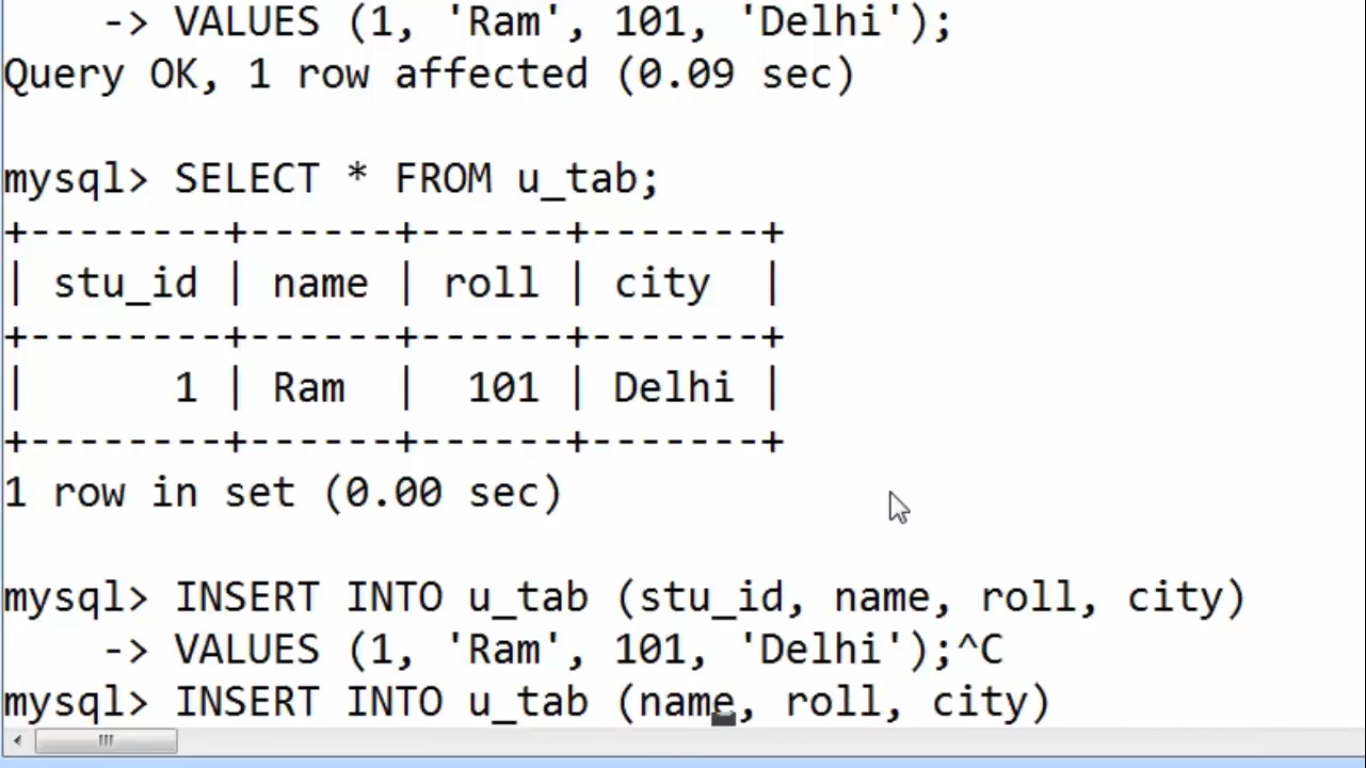 -> VALUES (1, 'Ram', 101, 'Delhi');
Query OK, 1 row affected (0.09 sec)
mysql> SELECT * FROM u_tab;
+--------+------+------+-------+
| stu_id | name | roll | city  |
+--------+------+------+-------+
|      1 | Ram  |  101 | Delhi |
+--------+------+------+-------+
1 row in set (0.00 sec)
mysql> INSERT INTO u_tab (stu_id, name, roll, city)
    -> VALUES (1, 'Ram', 101, 'Delhi');^C
mysql> INSERT INTO u_tab (name, roll, city)